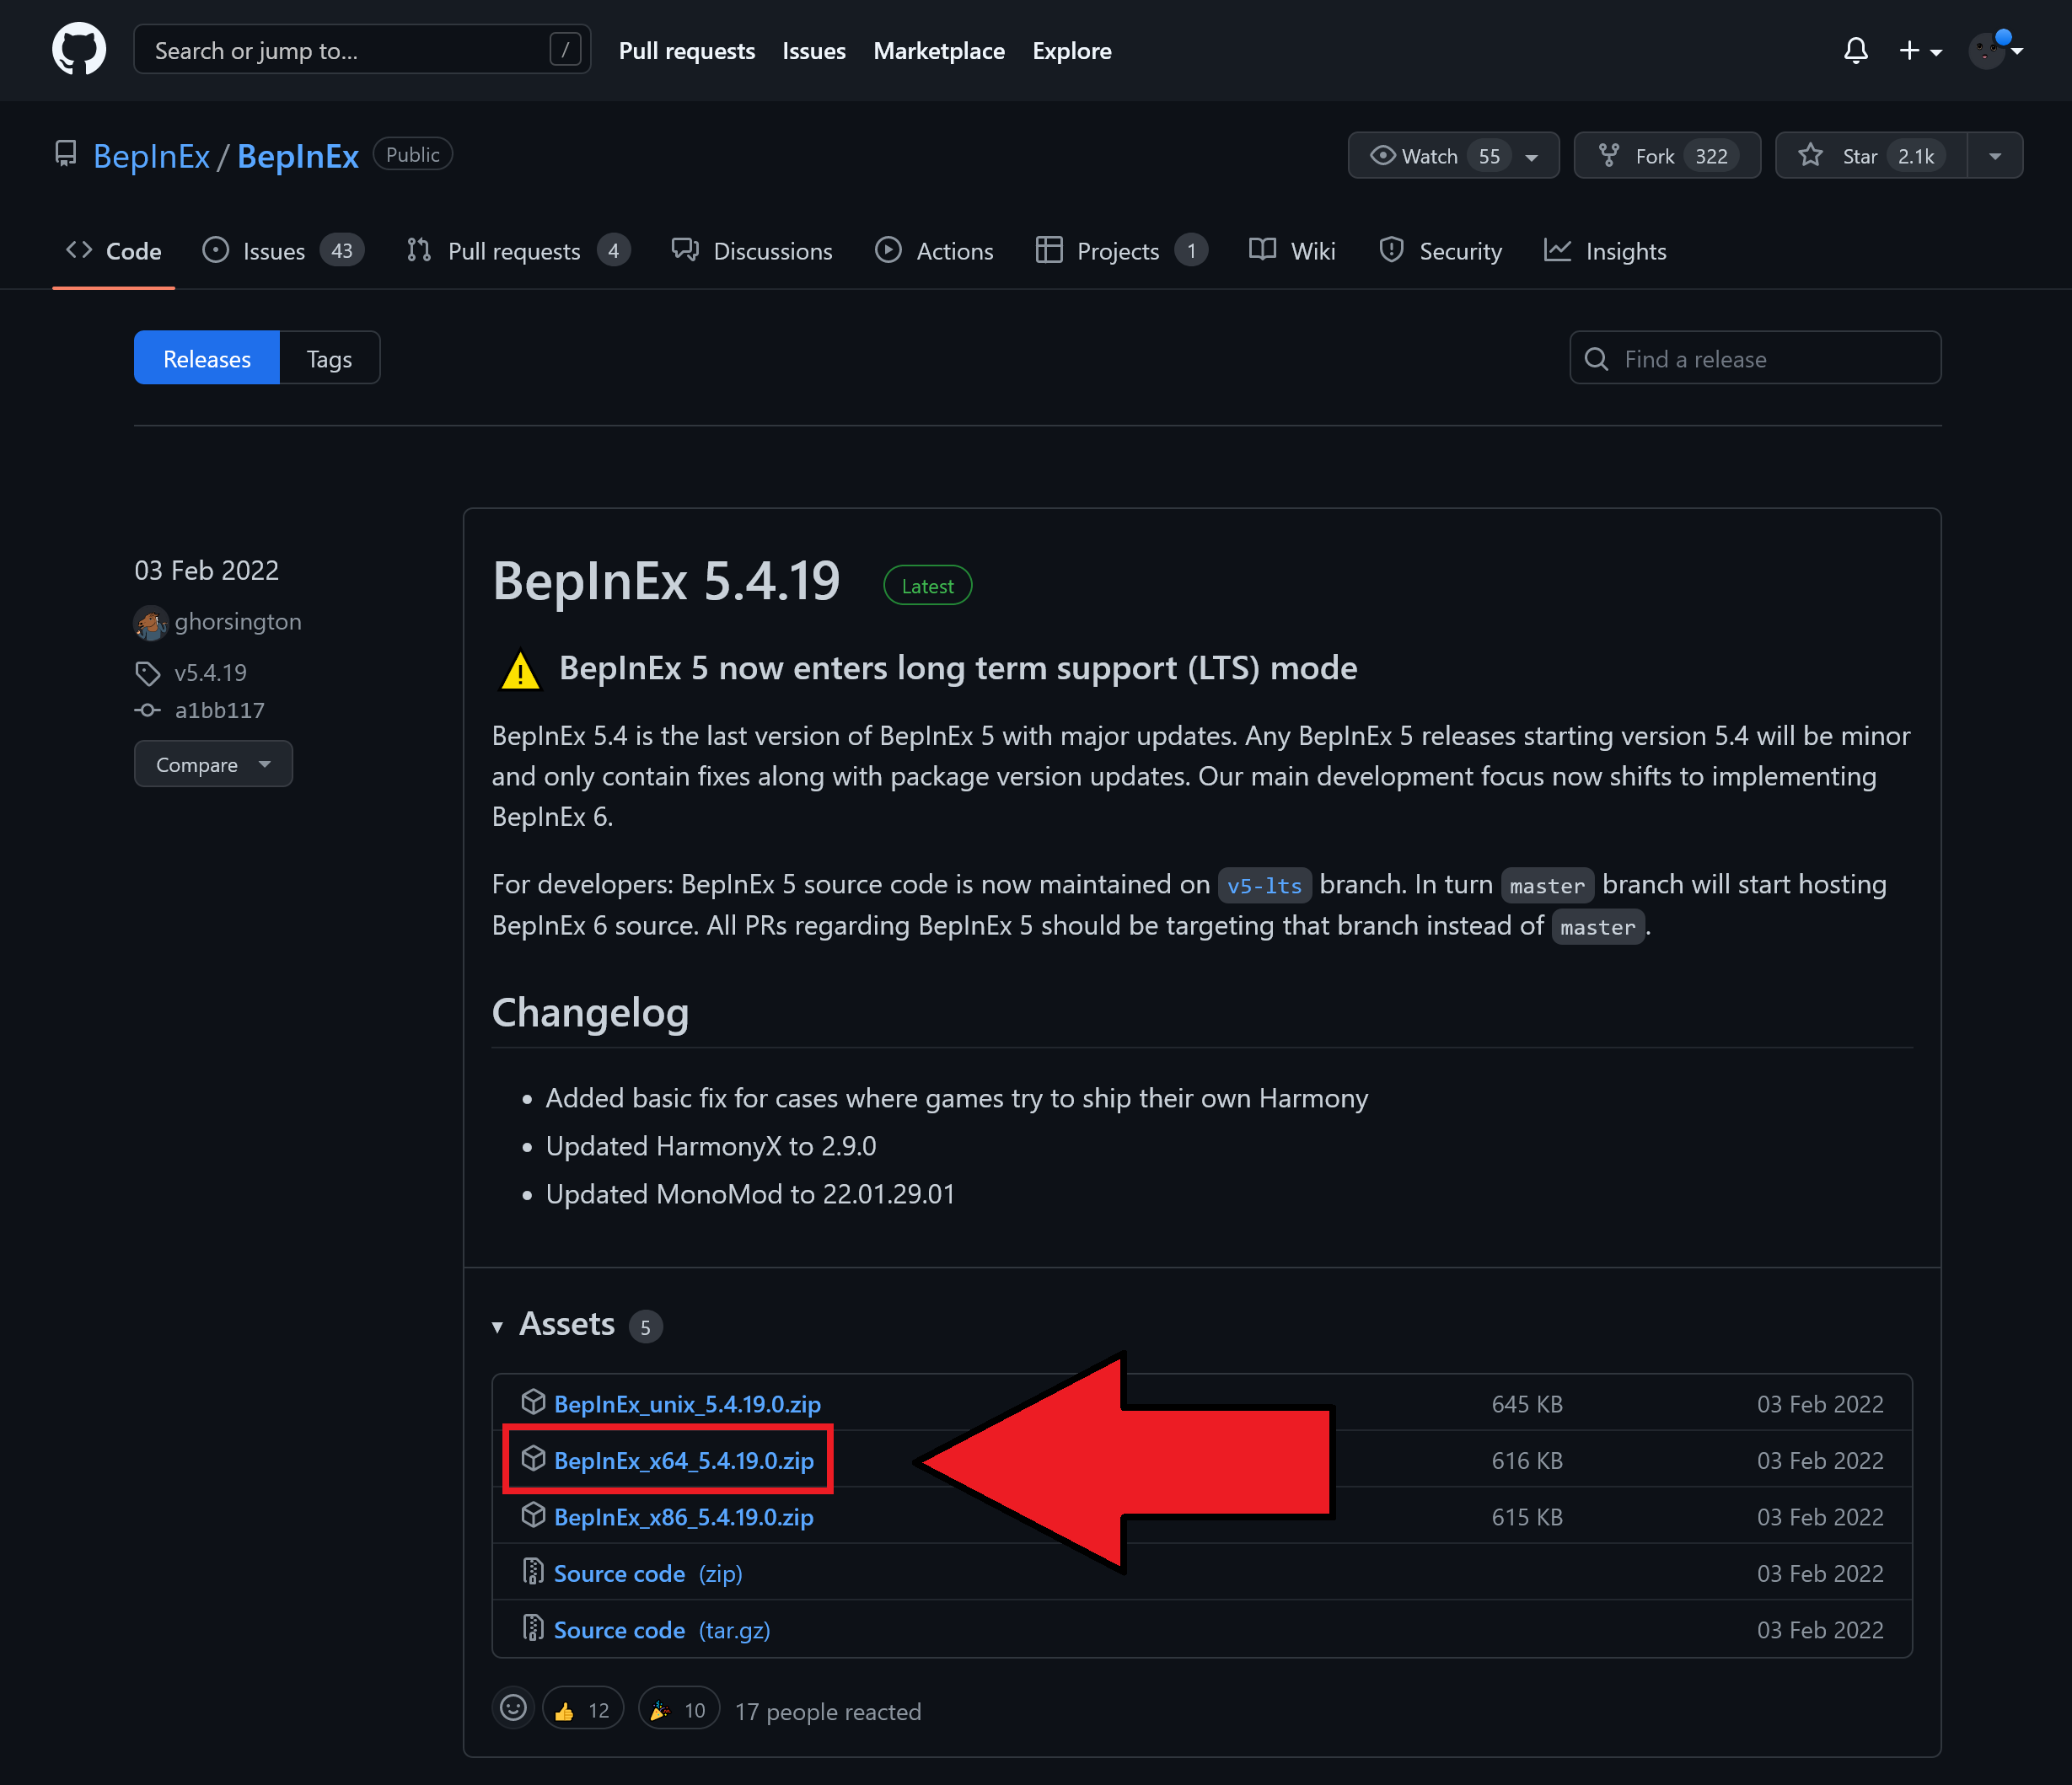 Search or jump to... /
Pull requests Issues Marketplace Explore
BepInEx / BepInEx Public
Watch 55 Fork 322 Star 2.1k
Code Issues 43 Pull requests 4 Discussions Actions Projects 1 Wiki Security Insights
Releases Tags
Find a release
03 Feb 2022
ghorsington
v5.4.19
a1bb117
Compare
BepInEx 5.4.19 Latest
BepInEx 5 now enters long term support (LTS) mode
BepInEx 5.4 is the last version of BepInEx 5 with major updates. Any BepInEx 5 releases starting version 5.4 will be minor
and only contain fixes along with package version updates. Our main development focus now shifts to implementing
BepInEx 6.
For developers: BepInEx 5 source code is now maintained on v5-lts branch. In turn master branch will start hosting
BepInEx 6 source. All PRs regarding BepInEx 5 should be targeting that branch instead of master.
Changelog
• Added basic fix for cases where games try to ship their own Harmony
• Updated HarmonyX to 2.9.0
• Updated MonoMod to 22.01.29.01
Assets 5
BepInEx_unix_5.4.19.0.zip 645 KB 03 Feb 2022
BepInEx_x64_5.4.19.0.zip 616 KB 03 Feb 2022
BepInEx_x86_5.4.19.0.zip 615 KB 03 Feb 2022
Source code (zip) 03 Feb 2022
Source code (tar.gz) 03 Feb 2022
👍 12 🎉 10 17 people reacted